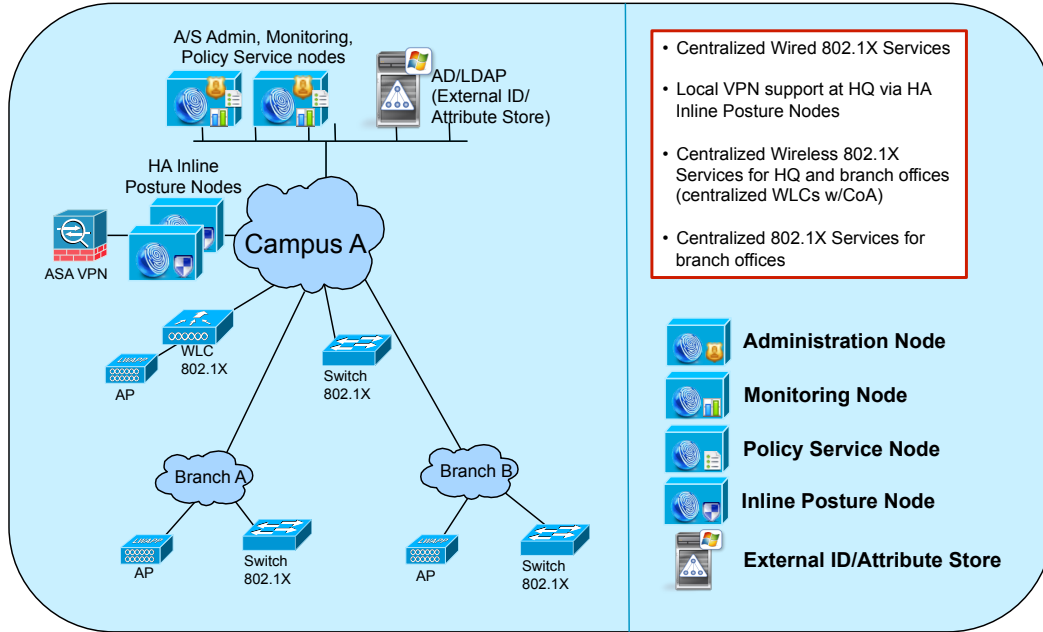 A/S Admin, Monitoring,
Policy Service nodes
AD/LDAP
(External ID/
Attribute Store)
HA Inline
Posture Nodes
ASA VPN
Campus A
WLC
802.1X
LWAPP
AP
Switch
802.1X
Branch A
LWAPP
AP
Switch
802.1X
Branch B
LWAPP
AP
Switch
802.1X
• Centralized Wired 802.1X Services
• Local VPN support at HQ via HA
Inline Posture Nodes
• Centralized Wireless 802.1X
Services for HQ and branch offices
(centralized WLCs w/CoA)
• Centralized 802.1X Services for
branch offices
Administration Node
Monitoring Node
Policy Service Node
Inline Posture Node
External ID/Attribute Store